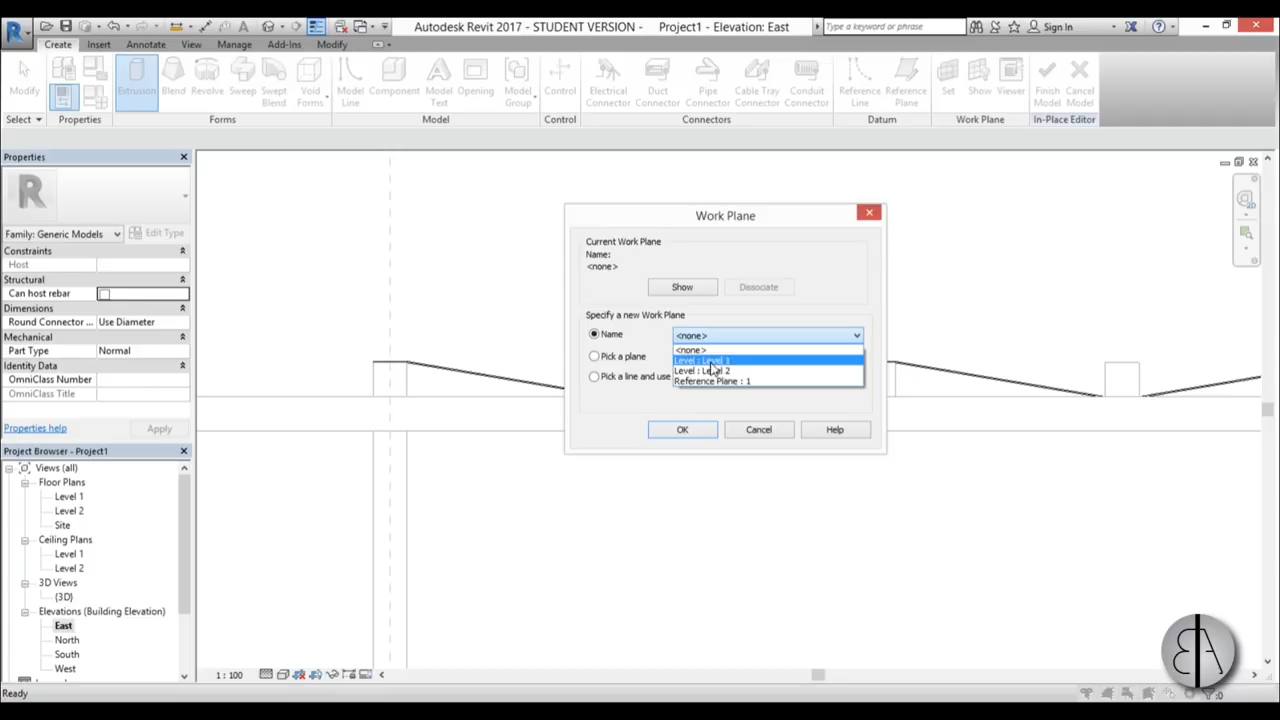 Autodesk Revit 2017 - STUDENT VERSION - Project1 - Elevation: East
Type a keyword or phrase
Sign In
Create Insert Annotate View Manage Add-Ins Modify
Modify Extrusion Blend Revolve Sweep Swept Blend Void Forms Model Line Component Model Text Opening Model Group Control Electrical Connector Duct Connector Pipe Connector Cable Tray Connector Conduit Connector Reference Line Reference Plane Set Show Viewer Finish Model Cancel Model
Select Properties Forms Model Control Connectors Datum Work Plane In-Place Editor
Properties
R
Family: Generic Models Edit Type
Constraints
Host
Structural
Can host rebar
Dimensions
Round Connector ... Use Diameter
Mechanical
Part Type Normal
Identity Data
OmniClass Number
OmniClass Title
Properties help Apply
Project Browser - Project1
Views (all)
Floor Plans
Level 1
Level 2
Site
Ceiling Plans
Level 1
Level 2
3D Views
{3D}
Elevations (Building Elevation)
East
North
South
West
Work Plane
Current Work Plane
Name:
<none>
Show Dissociate
Specify a new Work Plane
Name <none>
<none>
Pick a plane
Level : Level 1
Level : Level 2
Pick a line and use
Reference Plane : 1
OK Cancel Help
1 : 100
Ready
:0